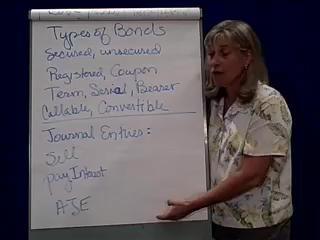 Types of Bonds
Secured, unsecured
Registered, Coupon
Term, Serial, Bearer
Callable, Convertible
Journal Entries:
Sell
pay Interest
AJE